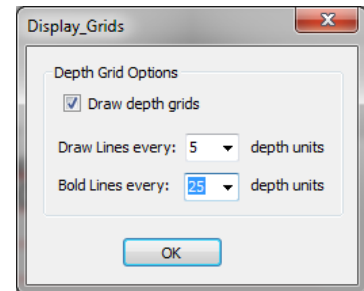 Display_Grids
Depth Grid Options
Draw depth grids
Draw Lines every: 5 depth units
Bold Lines every: 25 depth units
OK